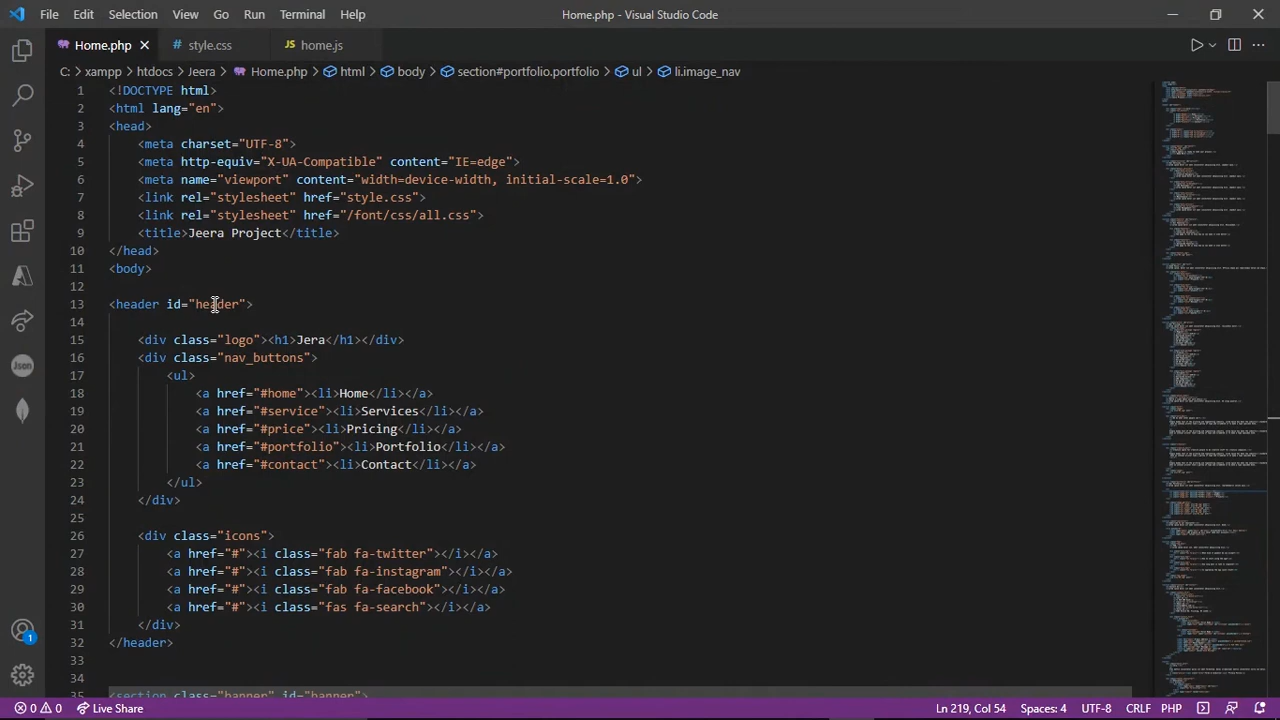 File Edit Selection View Go Run Terminal Help Home.php - Visual Studio Code
Home.php style.css JS home.js
C: > xampp > htdocs > Jeera > Home.php > html > body > section#portfolio.portfolio > ul > li.image_nav
1 <!DOCTYPE html>
2 <html lang="en">
3 <head>
4 <meta charset="UTF-8">
5 <meta http-equiv="X-UA-Compatible" content="IE=edge">
6 <meta name="viewport" content="width=device-width, initial-scale=1.0">
7 <link rel="stylesheet" href="style.css">
8 <link rel="stylesheet" href="/font/css/all.css">
9 <title>Jeera Project</title>
10 </head>
11 <body>
12
13 <header id="header">
14
15 <div class="logo"><h1>Jera</h1></div>
16 <div class="nav_buttons">
17 <ul>
18 <a href="#home"><li>Home</li></a>
19 <a href="#service"><li>Service</li></a>
20 <a href="#price"><li>Pricing</li></a>
21 <a href="#portfolio"><li>Portfolio</li></a>
22 <a href="#contact"><li>Contact</li></a>
23 </ul>
24 </div>
25
26 <div class="icons">
27 <a href="#"><i class="fab fa-twitter"></i></a>
28 <a href="#"><i class="fab fa-instagram"></i></a>
29 <a href="#"><i class="fab fa-facebook"></i></a>
30 <a href="#"><i class="fas fa-search"></i></a>
31 </div>
32 </header>
33
34
35 <section class="banner" id="banner">
Json
1
0 0 Live Share Ln 219, Col 54 Spaces: 4 UTF-8 CRLF PHP